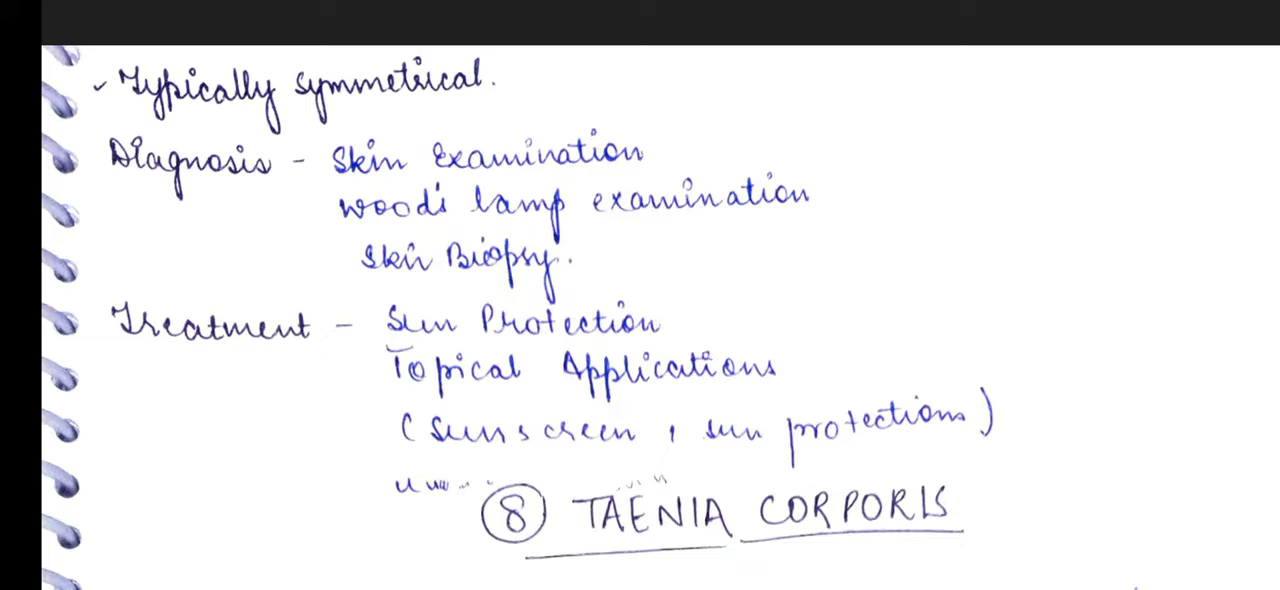 ✓ Typically symmetrical.
Diagnosis - Skin Examination
Wood's lamp examination
Skin Biopsy.
Treatment - Sun Protection
Topical Applications
(Sunscreen, sun protections)
⑧ TAENIA CORPORIS